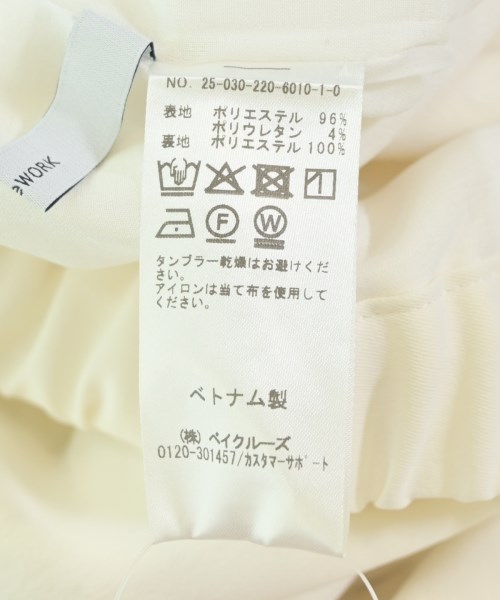 eWORK
NO. 25-030-220-6010-1-0
表地 ポリエステル 96%
ポリウレタン 4%
裏地 ポリエステル 100%
F W
タンブラー乾燥はお避けくだ
さい。
アイロンは当て布を使用して
ください。
ベトナム製
(株) ベイクルーズ
0120-301457/カスタマーサポート